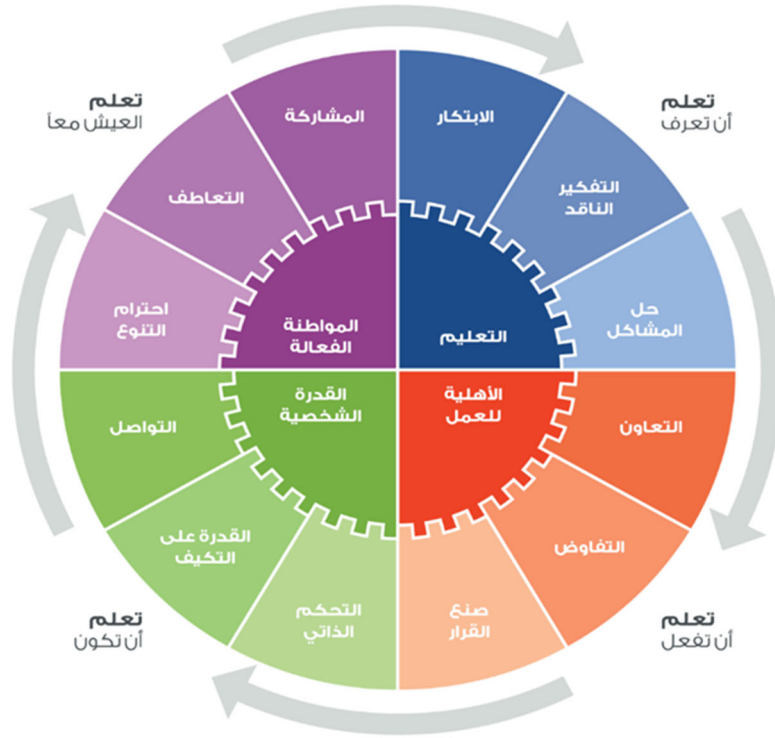 تعلم
أن تعرف
الابتكار
التفكير
الناقد
حل
المشاكل
التعليم
تعلم
أن تفعل
التعاون
التفاوض
صنع
القرار
الأهلية
للعمل
تعلم
أن تكون
التحكم
الذاتي
القدرة على
التكيف
التواصل
القدرة
الشخصية
تعلم
العيش معاً
احترام
التنوع
التعاطف
المشاركة
المواطنة
الفعالة